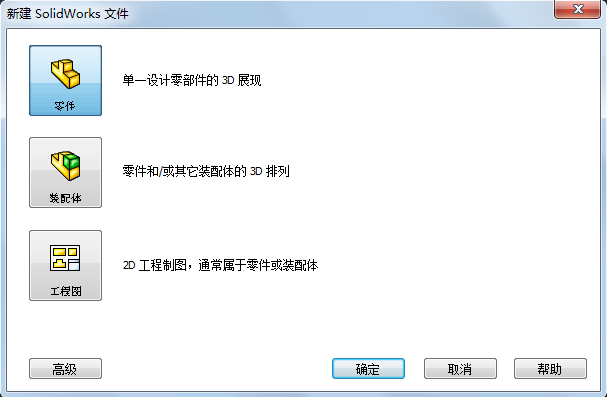 新建 SolidWorks 文件
零件
单一设计零部件的 3D 展现
装配体
零件和/或其它装配体的 3D 排列
工程图
2D 工程制图，通常属于零件或装配体
高级
确定
取消
帮助